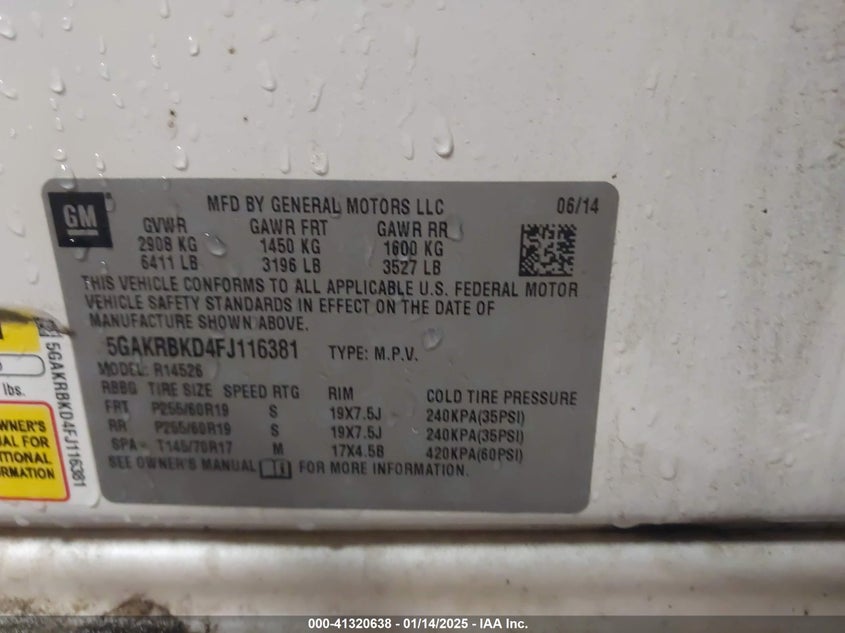 GM
MFD BY GENERAL MOTORS LLC 06/14
GVWR GAWR FRT GAWR RR
2908 KG 1450 KG 1600 KG
6411 LB 3196 LB 3527 LB
THIS VEHICLE CONFORMS TO ALL APPLICABLE U.S. FEDERAL MOTOR
VEHICLE SAFETY STANDARDS IN EFFECT ON THE DATE OF
MANUFACTURE SHOWN ABOVE.
5GAKRBKD4FJ116381 TYPE: M.P.V.
MODEL: R14526
RBBG TIRE SIZE SPEED RTG RIM COLD TIRE PRESSURE
FRT P255/60R19 S 19X7.5J 240KPA(35PSI)
RR P255/60R19 S 19X7.5J 240KPA(35PSI)
SPA- T145/70R17 M 17X4.5B 420KPA(60PSI)
SEE OWNER'S MANUAL FOR MORE INFORMATION.
5GAKRBKD4FJ116381
lbs.
WNER'S
UAL FOR
ITIONAL
RMATION
000-41320638 - 01/14/2025 - IAA Inc.